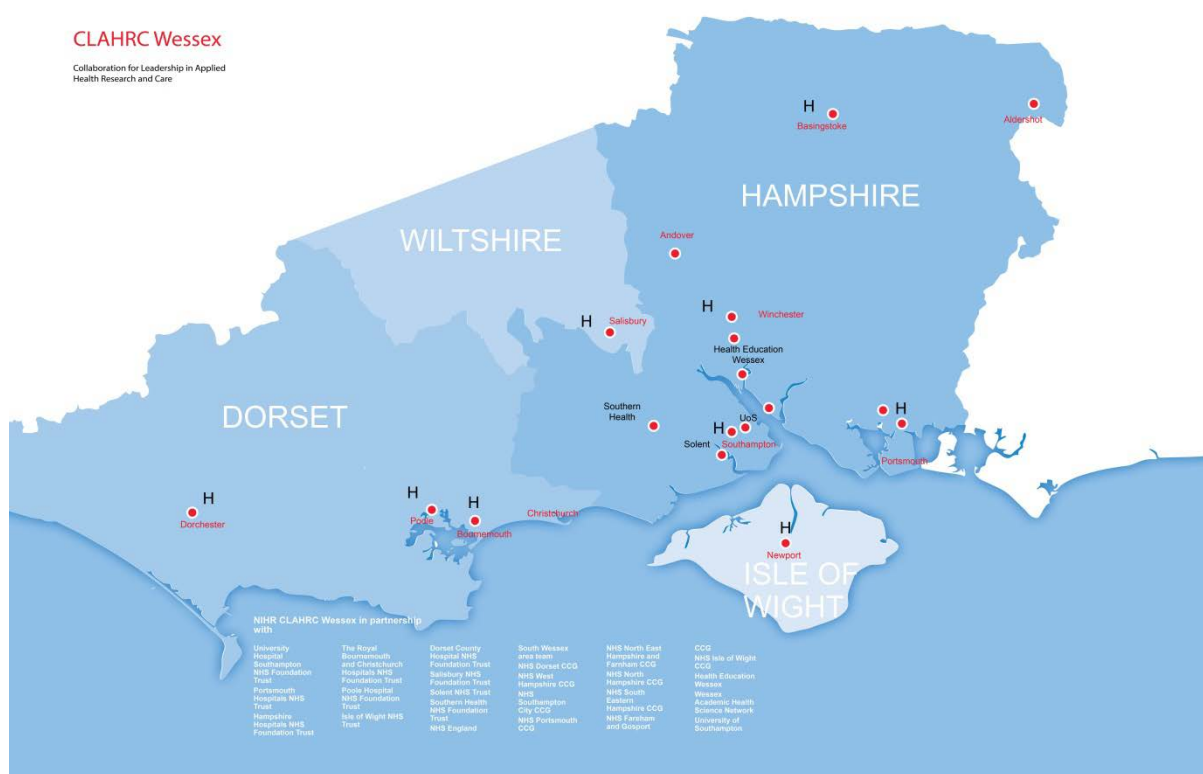 CLAHRC Wessex
Collaboration for Leadership in Applied
Health Research and Care
H
Basingstoke
Aldershot
HAMPSHIRE
WILTSHIRE
Andover
H
Winchester
H
Salisbury
Health Education
Wessex
DORSET
Southern
Health
UoS
H
Southampton
Solent
H
Portsmouth
H
Dorchester
H
Poole
H
Bournemouth
Christchurch
H
Newport
ISLE OF
WIGHT
NIHR CLAHRC Wessex in partnership
with
University
Hospital
Southampton
NHS Foundation
Trust
Portsmouth
Hospitals NHS
Trust
Hampshire
Hospitals NHS
Foundation Trust
The Royal
Bournemouth
and Christchurch
Hospitals NHS
Foundation Trust
Poole Hospital
NHS Foundation
Trust
Isle of Wight NHS
Trust
Dorset County
Hospital NHS
Foundation Trust
Salisbury NHS
Foundation Trust
Solent NHS Trust
Southern Health
NHS Foundation
Trust
NHS England
South Wessex
area team
NHS Dorset CCG
NHS West
Hampshire CCG
NHS
Southampton
City CCG
NHS Portsmouth
CCG
NHS North East
Hampshire and
Farnham CCG
NHS North
Hampshire CCG
NHS South
Eastern
Hampshire CCG
NHS Fareham
and Gosport
CCG
NHS Isle of Wight
CCG
Health Education
Wessex
Wessex
Academic Health
Science Network
University of
Southampton